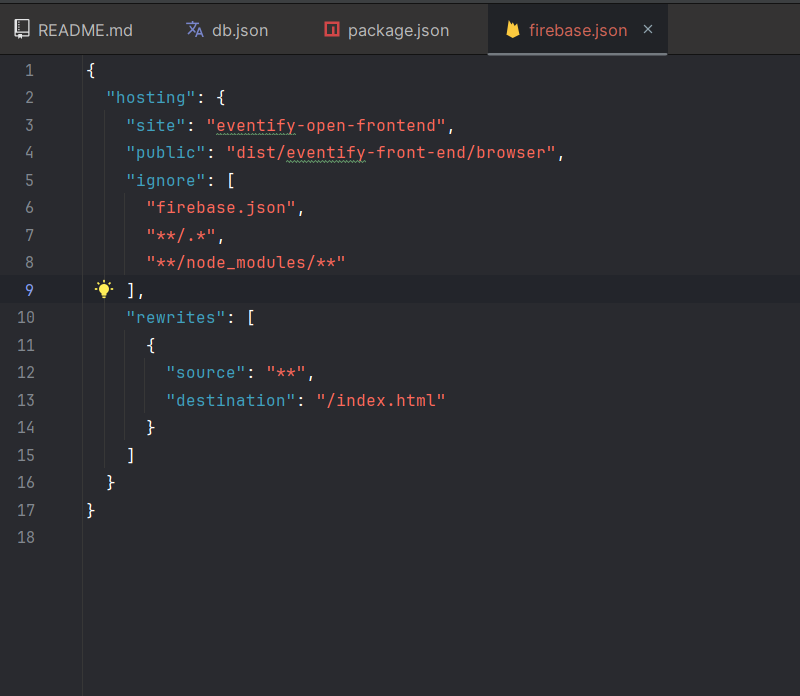 README.md db.json package.json firebase.json ×
1 {
2 "hosting": {
3 "site": "eventify-open-frontend",
4 "public": "dist/eventify-front-end/browser",
5 "ignore": [
6 "firebase.json",
7 "**/.*",
8 "**/node_modules/**"
9 ],
10 "rewrites": [
11 {
12 "source": "**",
13 "destination": "/index.html"
14 }
15 ]
16 }
17 }
18